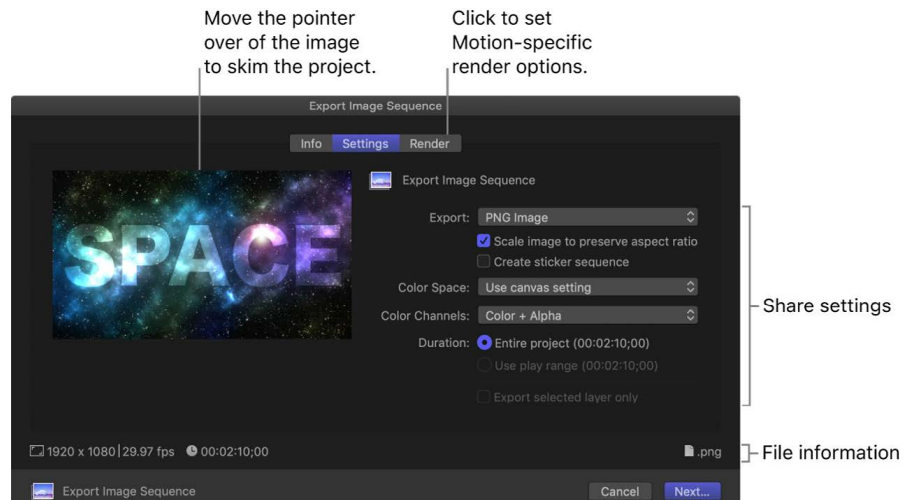 Move the pointer
over of the image
to skim the project.
Click to set
Motion-specific
render options.
Export Image Sequence
Info Settings Render
SPACE
Export Image Sequence
Export: PNG Image
Scale image to preserve aspect ratio
Create sticker sequence
Color Space: Use canvas setting
Color Channels: Color + Alpha
Duration: Entire project (00:02:10;00)
Use play range (00:02:10;00)
Export selected layer only
Share settings
1920 x 1080 | 29.97 fps 00:02:10;00 .png
File information
Export Image Sequence Cancel Next...